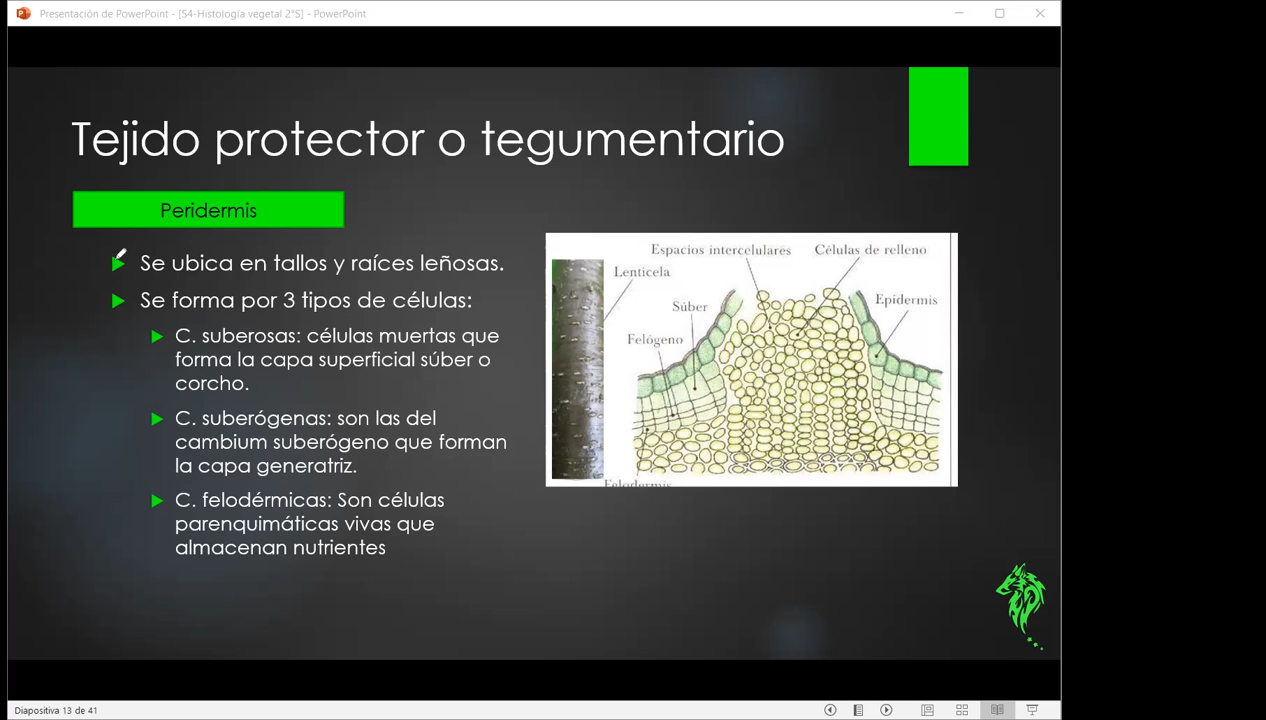 Presentación de PowerPoint - [S4-Histología vegetal 2°S] - PowerPoint
Tejido protector o tegumentario
Peridermis
Se ubica en tallos y raíces leñosas.
Se forma por 3 tipos de células:
C. suberosas: células muertas que
forma la capa superficial súber o
corcho.
C. suberógenas: son las del
cambium suberógeno que forman
la capa generatriz.
C. felodérmicas: Son células
parenquimáticas vivas que
almacenan nutrientes
Espacios intercelulares
Células de relleno
Lenticela
Súber
Epidermis
Felógeno
Felodermis
Diapositiva 13 de 41